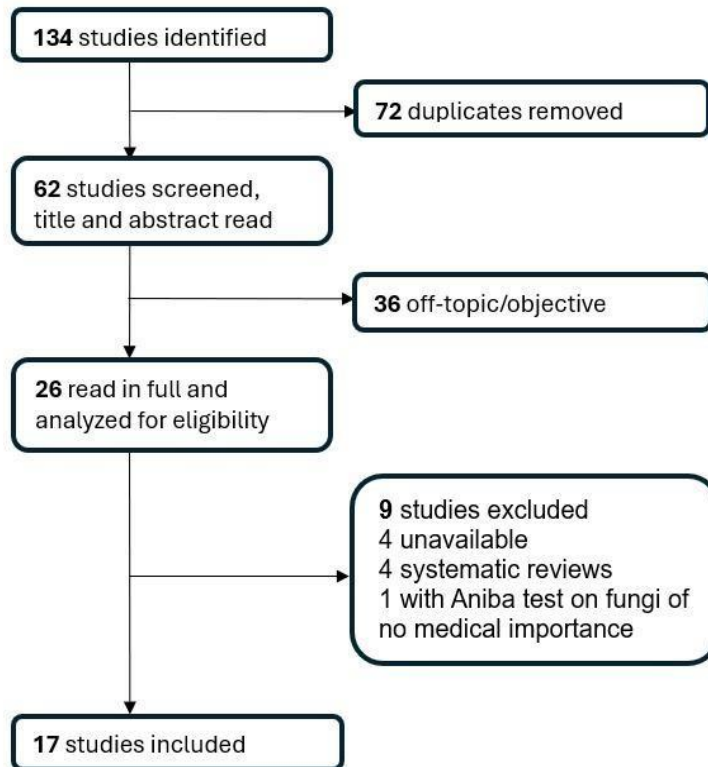 134 studies identified
72 duplicates removed
62 studies screened,
title and abstract read
36 off-topic/objective
26 read in full and
analyzed for eligibility
9 studies excluded
4 unavailable
4 systematic reviews
1 with Aniba test on fungi of
no medical importance
17 studies included